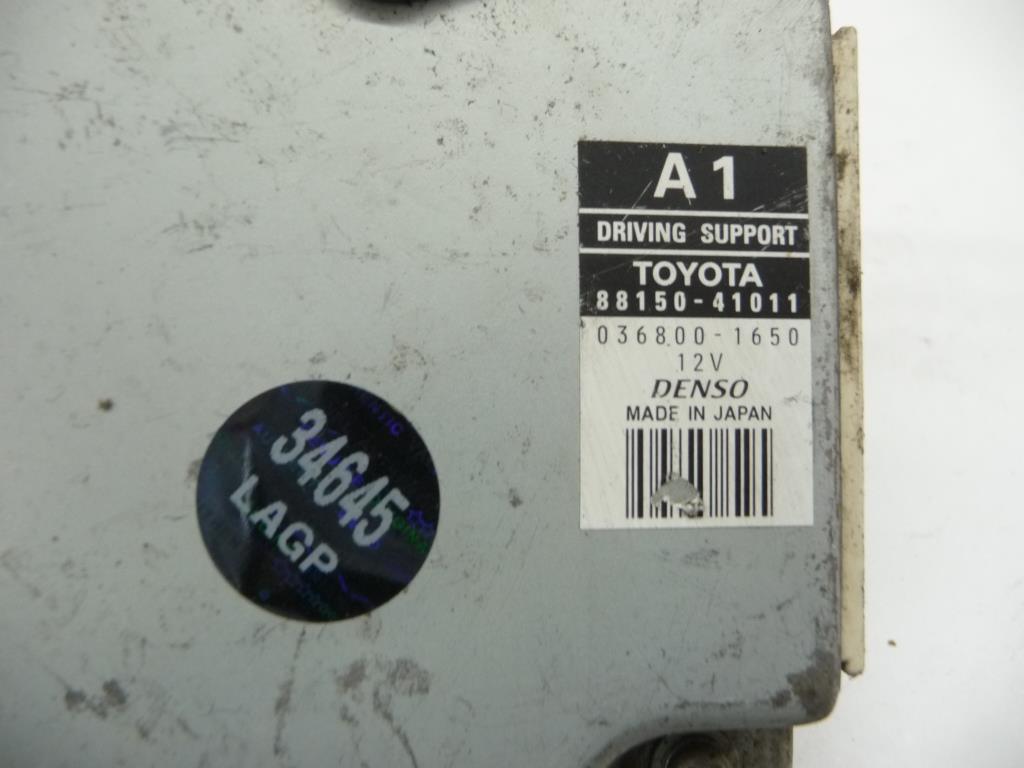 A1
DRIVING SUPPORT
TOYOTA
88150-41011
036800-1650
12V
DENSO
MADE IN JAPAN
34645
LAGP